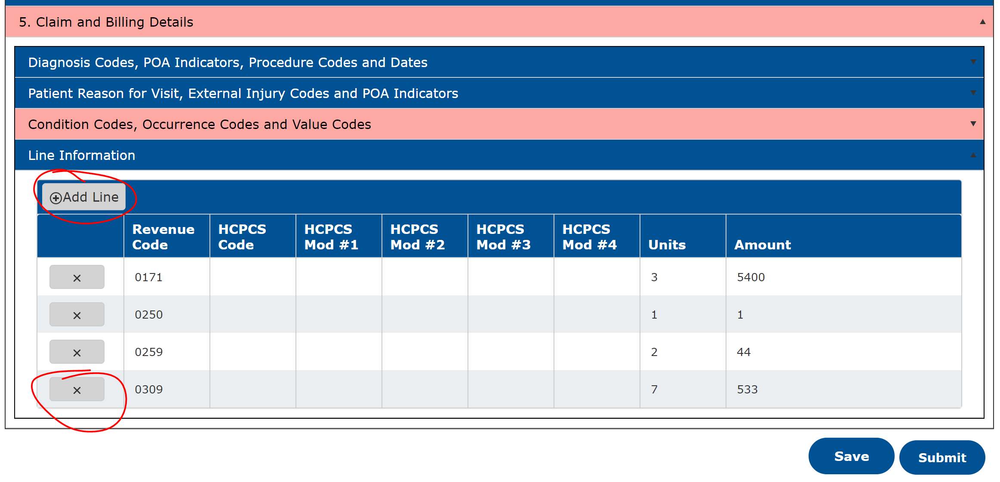 5. Claim and Billing Details
Diagnosis Codes, POA Indicators, Procedure Codes and Dates
Patient Reason for Visit, External Injury Codes and POA Indicators
Condition Codes, Occurrence Codes and Value Codes
Line Information
Add Line
Revenue Code HCPCS Code HCPCS Mod #1 HCPCS Mod #2 HCPCS Mod #3 HCPCS Mod #4 Units Amount
0171 3 5400
0250 1 1
0259 2 44
0309 7 533
Save Submit